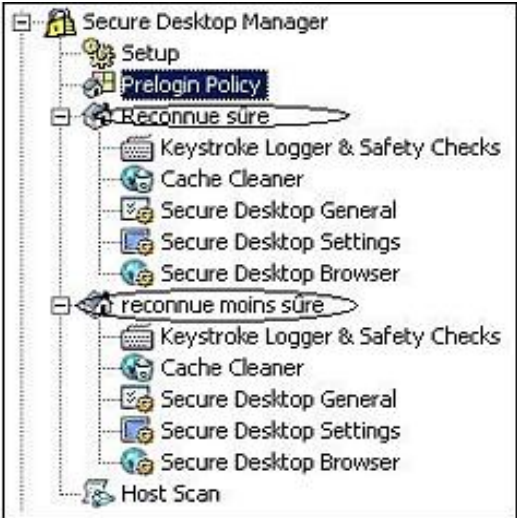 Secure Desktop Manager
Setup
Prelogin Policy
Reconnue sûre
Keystroke Logger & Safety Checks
Cache Cleaner
Secure Desktop General
Secure Desktop Settings
Secure Desktop Browser
reconnue moins sûre
Keystroke Logger & Safety Checks
Cache Cleaner
Secure Desktop General
Secure Desktop Settings
Secure Desktop Browser
Host Scan